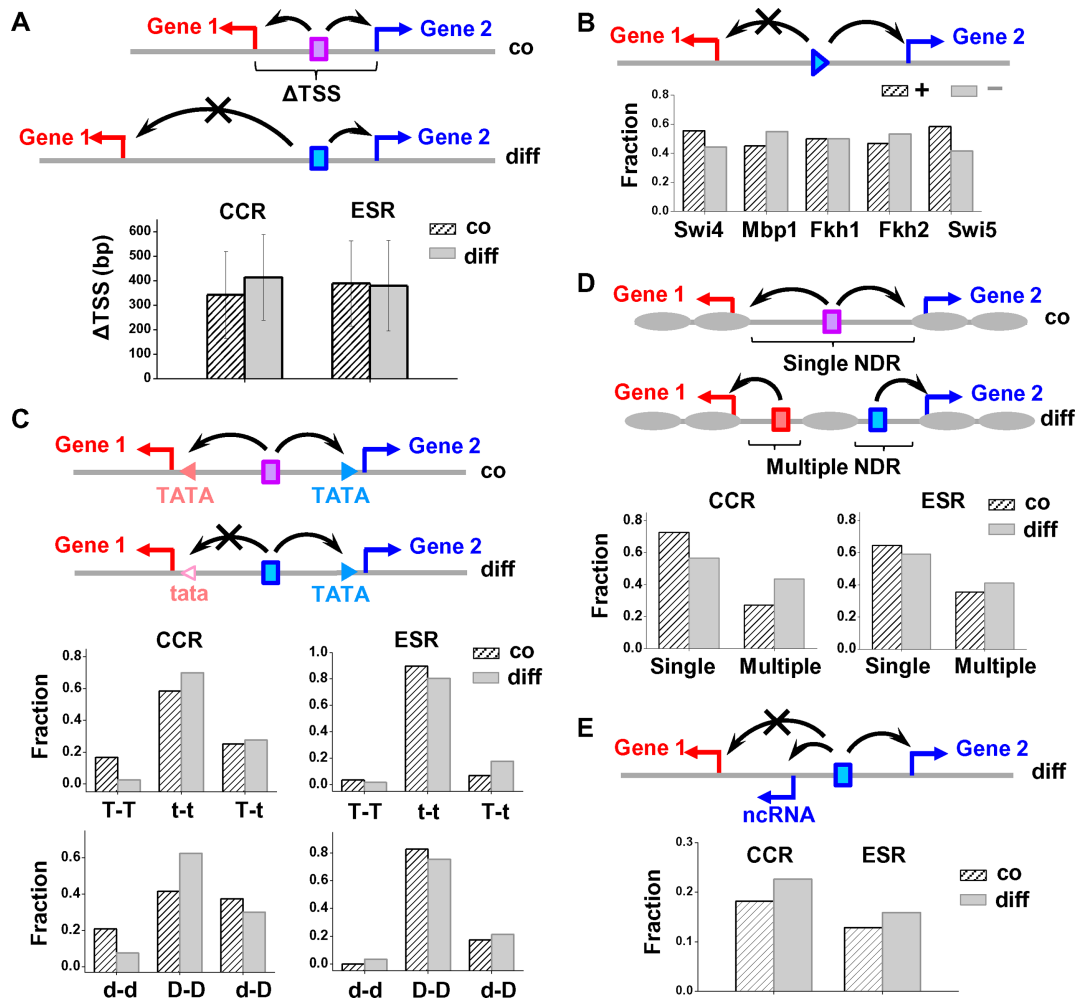 A
Gene 1
Gene 2
co
ΔTSS
Gene 1
Gene 2
diff
CCR
ESR
co
diff
ΔTSS (bp)
600
500
400
300
200
100
0
B
Gene 1
Gene 2
+
−
Fraction
0.8
0.6
0.4
0.2
0.0
Swi4
Mbp1
Fkh1
Fkh2
Swi5
C
Gene 1
Gene 2
co
TATA
TATA
Gene 1
Gene 2
diff
tata
TATA
CCR
ESR
co
diff
Fraction
0.8
0.6
0.4
0.2
0.0
T-T
t-t
T-t
1.0
0.8
0.6
0.4
0.2
0.0
T-T
t-t
T-t
Fraction
0.6
0.4
0.2
0.0
d-d
D-D
d-D
0.8
0.6
0.4
0.2
0.0
d-d
D-D
d-D
D
Gene 1
Gene 2
co
Single NDR
Gene 1
Gene 2
diff
Multiple NDR
CCR
ESR
co
diff
Fraction
0.8
0.6
0.4
0.2
0.0
Single
Multiple
0.8
0.6
0.4
0.2
0.0
Single
Multiple
E
Gene 1
Gene 2
diff
ncRNA
CCR
ESR
co
diff
Fraction
0.3
0.2
0.1
0.0